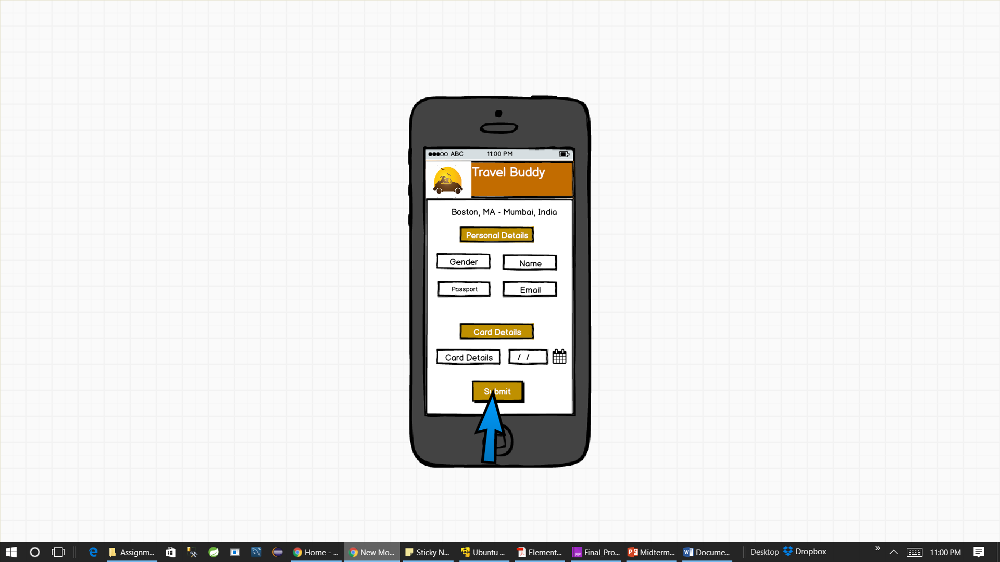 ABC 11:00 PM
Travel Buddy
Boston, MA - Mumbai, India
Personal Details
Gender Name
Passport Email
Card Details
Card Details / /
Submit
Assignm... Home - ... New Mo... Sticky N... Ubuntu ... Element... Final_Pro... Midterm... Docume... Desktop Dropbox » 11:00 PM